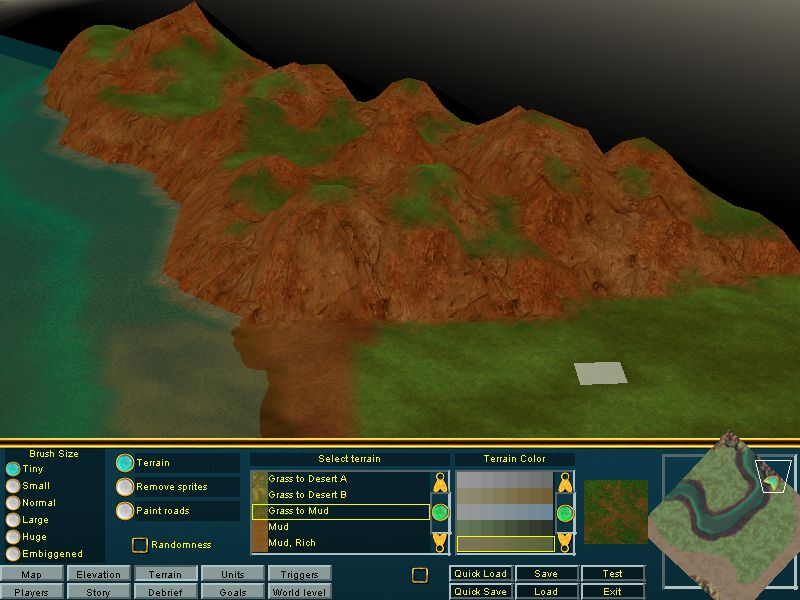 Brush Size
Tiny
Small
Normal
Large
Huge
Embiggened
Terrain
Remove sprites
Paint roads
Randomness
Select terrain
Grass to Desert A
Grass to Desert B
Grass to Mud
Mud
Mud, Rich
Terrain Color
Map Elevation Terrain Units Triggers
Players Story Debrief Goals World level
Quick Load Save Test
Quick Save Load Exit